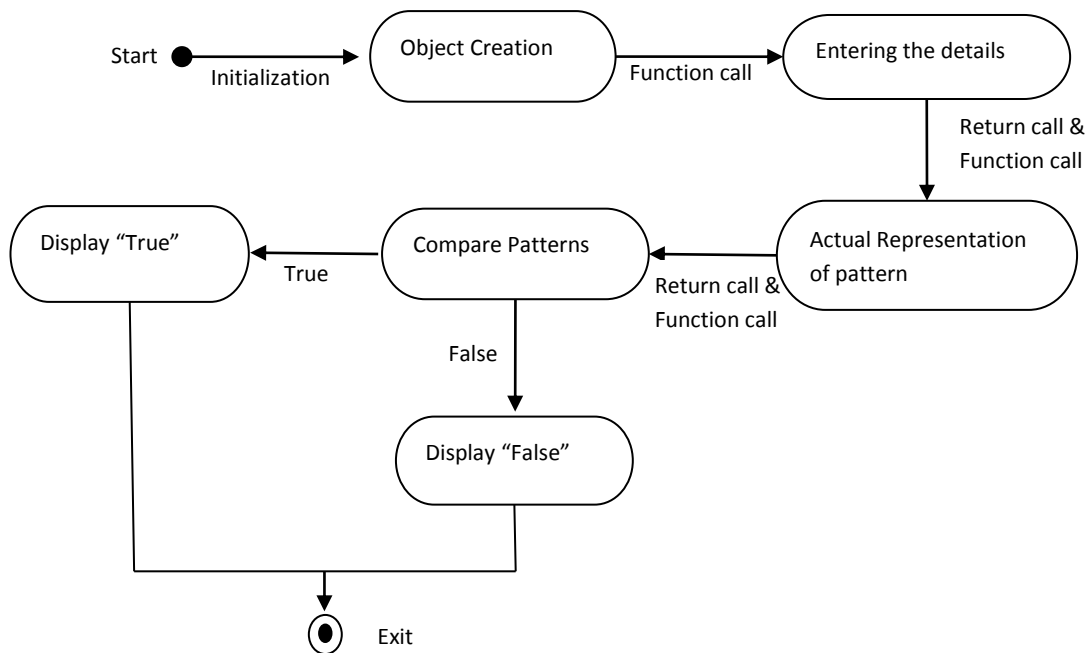 Start
Initialization
Object Creation
Function call
Entering the details
Return call &
Function call
Actual Representation
of pattern
Return call &
Function call
Compare Patterns
True
Display “True”
False
Display “False”
Exit